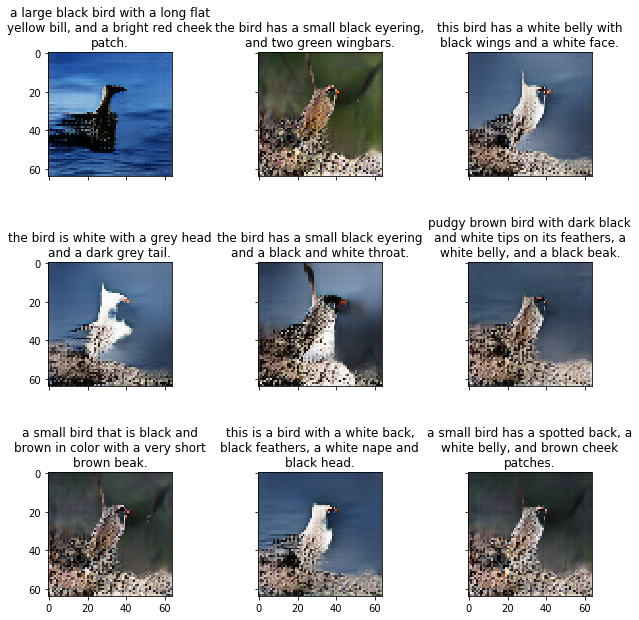 a large black bird with a long flat
yellow bill, and a bright red cheek
patch.
the bird has a small black eyering,
and two green wingbars.
this bird has a white belly with
black wings and a white face.
0
20
40
60
the bird is white with a grey head
and a dark grey tail.
the bird has a small black eyering
and a black and white throat.
pudgy brown bird with dark black
and white tips on its feathers, a
white belly, and a black beak.
0
20
40
60
a small bird that is black and
brown in color with a very short
brown beak.
this is a bird with a white back,
black feathers, a white nape and
black head.
a small bird has a spotted back, a
white belly, and brown cheek
patches.
0
20
40
60
0 20 40 60
0 20 40 60
0 20 40 60